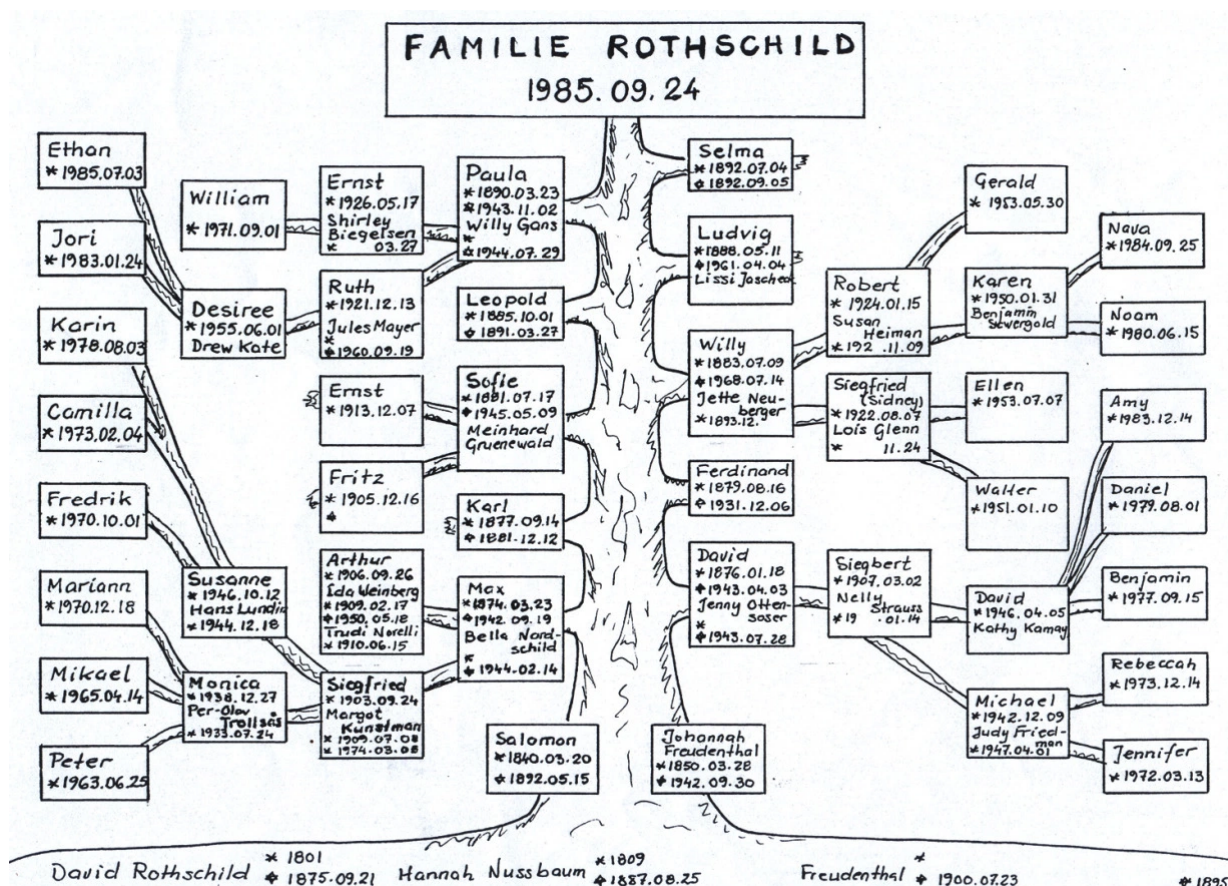 FAMILIE ROTHSCHILD
1985.09.24
Ethan
* 1985.07.03
Jori
* 1983.01.24
Karin
* 1978.08.03
Camilla
* 1973.02.04
Fredrik
* 1970.10.01
Mariann
* 1970.12.18
Mikael
* 1965.04.14
Peter
* 1963.06.25
William
* 1971.09.01
Desiree
* 1955.06.01
Drew Kate
Susanne
* 1946.10.12
Hans Lundin
* 1944.12.18
Monica
* 1938.12.27
Per-Olov
Trollsås
* 1933.07.24
Ernst
* 1926.05.17
Shirley
Biegelsen
* 03.27
Ruth
* 1921.12.13
Jules Mayer
*
✡ 1960.09.19
Ernst
* 1913.12.07
Fritz
* 1905.12.16
✡
Arthur
* 1906.09.26
Ida Weinberg
* 1909.02.17
✡ 1950.05.18
Trudi Norelli
* 1910.06.15
Siegfried
* 1903.09.24
Margot
Kunstman
* 1909.07.08
* 1974.03.08
Paula
* 1890.03.23
✡ 1943.11.02
Willy Gans
*
✡ 1944.07.29
Leopold
* 1885.10.01
✡ 1891.03.27
Sofie
* 1881.07.17
✡ 1945.05.09
Meinhard
Gruenewald
Karl
* 1877.09.14
✡ 1881.12.12
Max
* 1874.03.23
✡ 1942.09.19
Bella Nordschild
*
✡ 1944.02.14
Salomon
* 1840.03.20
✡ 1892.05.15
Selma
* 1892.07.04
✡ 1892.09.05
Ludvig
* 1888.05.11
✡ 1961.04.04
Lissi
Willy
* 1883.07.09
✡ 1968.07.14
Jette Neuberger
* 1893.12.
Ferdinand
* 1879.08.16
✡ 1931.12.06
David
* 1876.01.18
✡ 1943.04.03
Jenny Ottensoser
*
✡ 1943.07.28
Johannah
Freudenthal
* 1850.03.28
✡ 1942.09.30
Robert
* 1924.01.15
Susan
Heiman
* 192 .11.09
Siegfried
(Sidney)
* 1922.08.07
Lois Glenn
* 11.24
Siegbert
* 1907.03.02
Nelly
Strauss
* 19 .01.14
Gerald
* 1953.05.30
Karen
* 1950.01.31
Benjamin
Severgold
Ellen
* 1953.07.07
Walter
* 1951.01.10
David
* 1946.04.05
Kathy Kamay
Michael
* 1942.12.09
Judy Friedman
* 1947.04.01
Nava
* 1984.09.25
Noam
* 1980.06.15
Amy
* 1983.12.14
Daniel
* 1979.08.01
Benjamin
* 1977.09.15
Rebeccah
* 1973.12.14
Jennifer
* 1972.03.13
David Rothschild * 1801
✡ 1875.09.21
Hannah Nussbaum * 1809
✡ 1887.08.25
Freudenthal *
✡ 1900.07.23